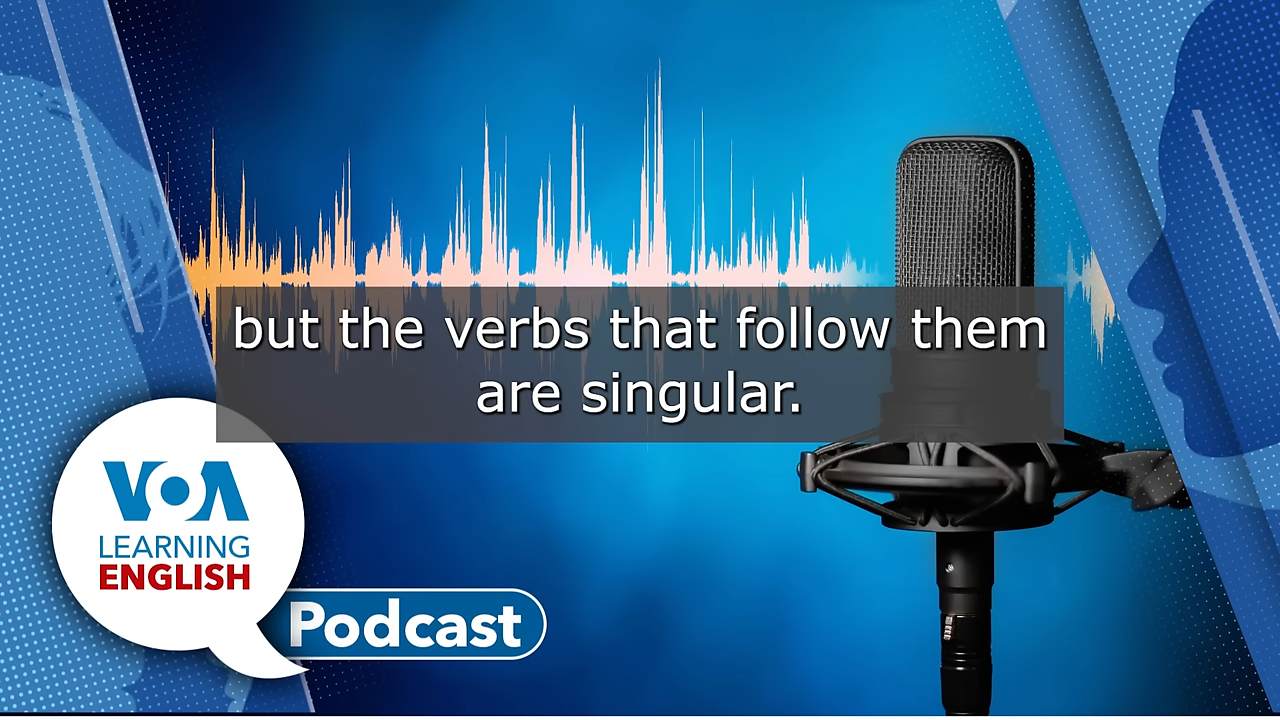 but the verbs that follow them
are singular.
VOA
LEARNING
ENGLISH
Podcast